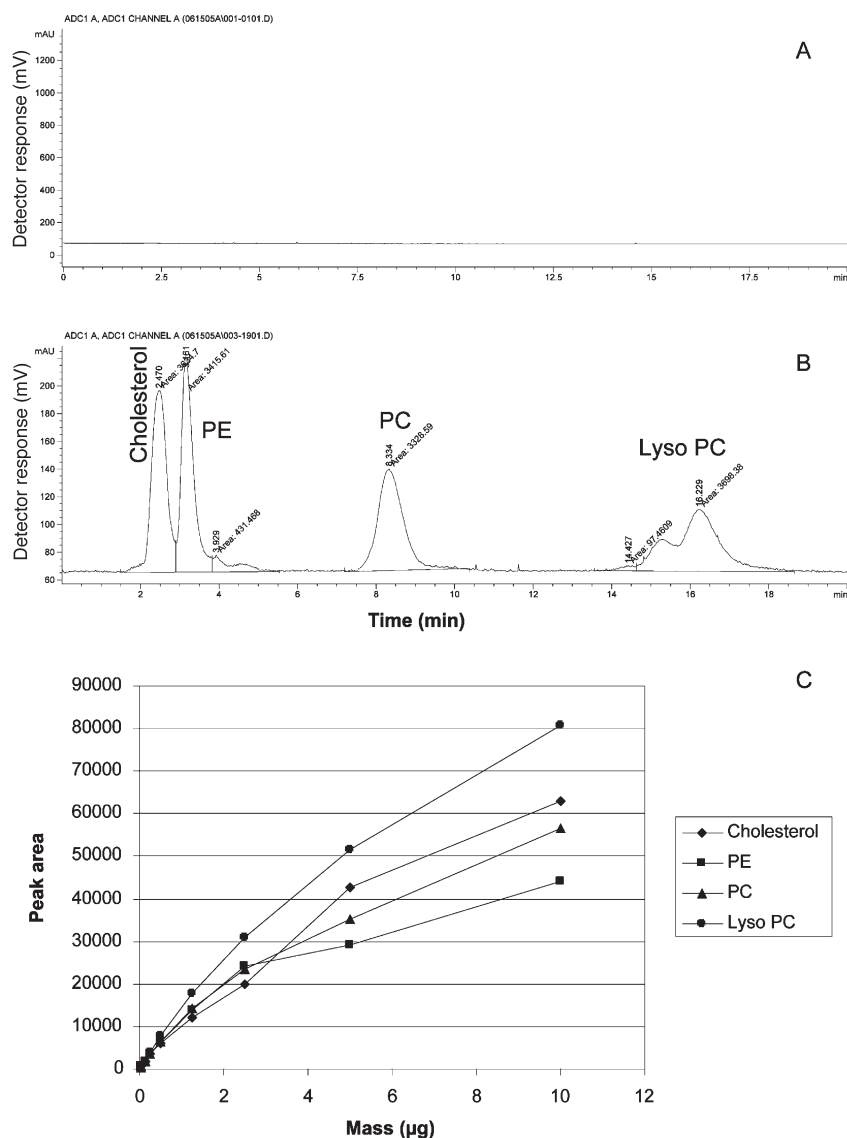 ADC1 A, ADC1 CHANNEL A (061505A\001-0101.D)
mAU
A
1200
1000
800
600
400
200
0
Detector response (mV)
0 2.5 5 7.5 10 12.5 15 17.5 min
ADC1 A, ADC1 CHANNEL A (061505A\003-1901.D)
mAU
B
200
180
160
140
120
100
80
60
Detector response (mV)
Cholesterol
2.470
PE
Area: 3415.61
3.929
Area: 431.468
PC
8.334
Area: 3328.59
Lyso PC
14.427
Area: 97.4609
16.229
Area: 3698.38
2 4 6 8 10 12 14 16 18 min
Time (min)
C
90000
80000
70000
60000
50000
40000
30000
20000
10000
0
Peak area
0 2 4 6 8 10 12
Mass (µg)
Cholesterol
PE
PC
Lyso PC